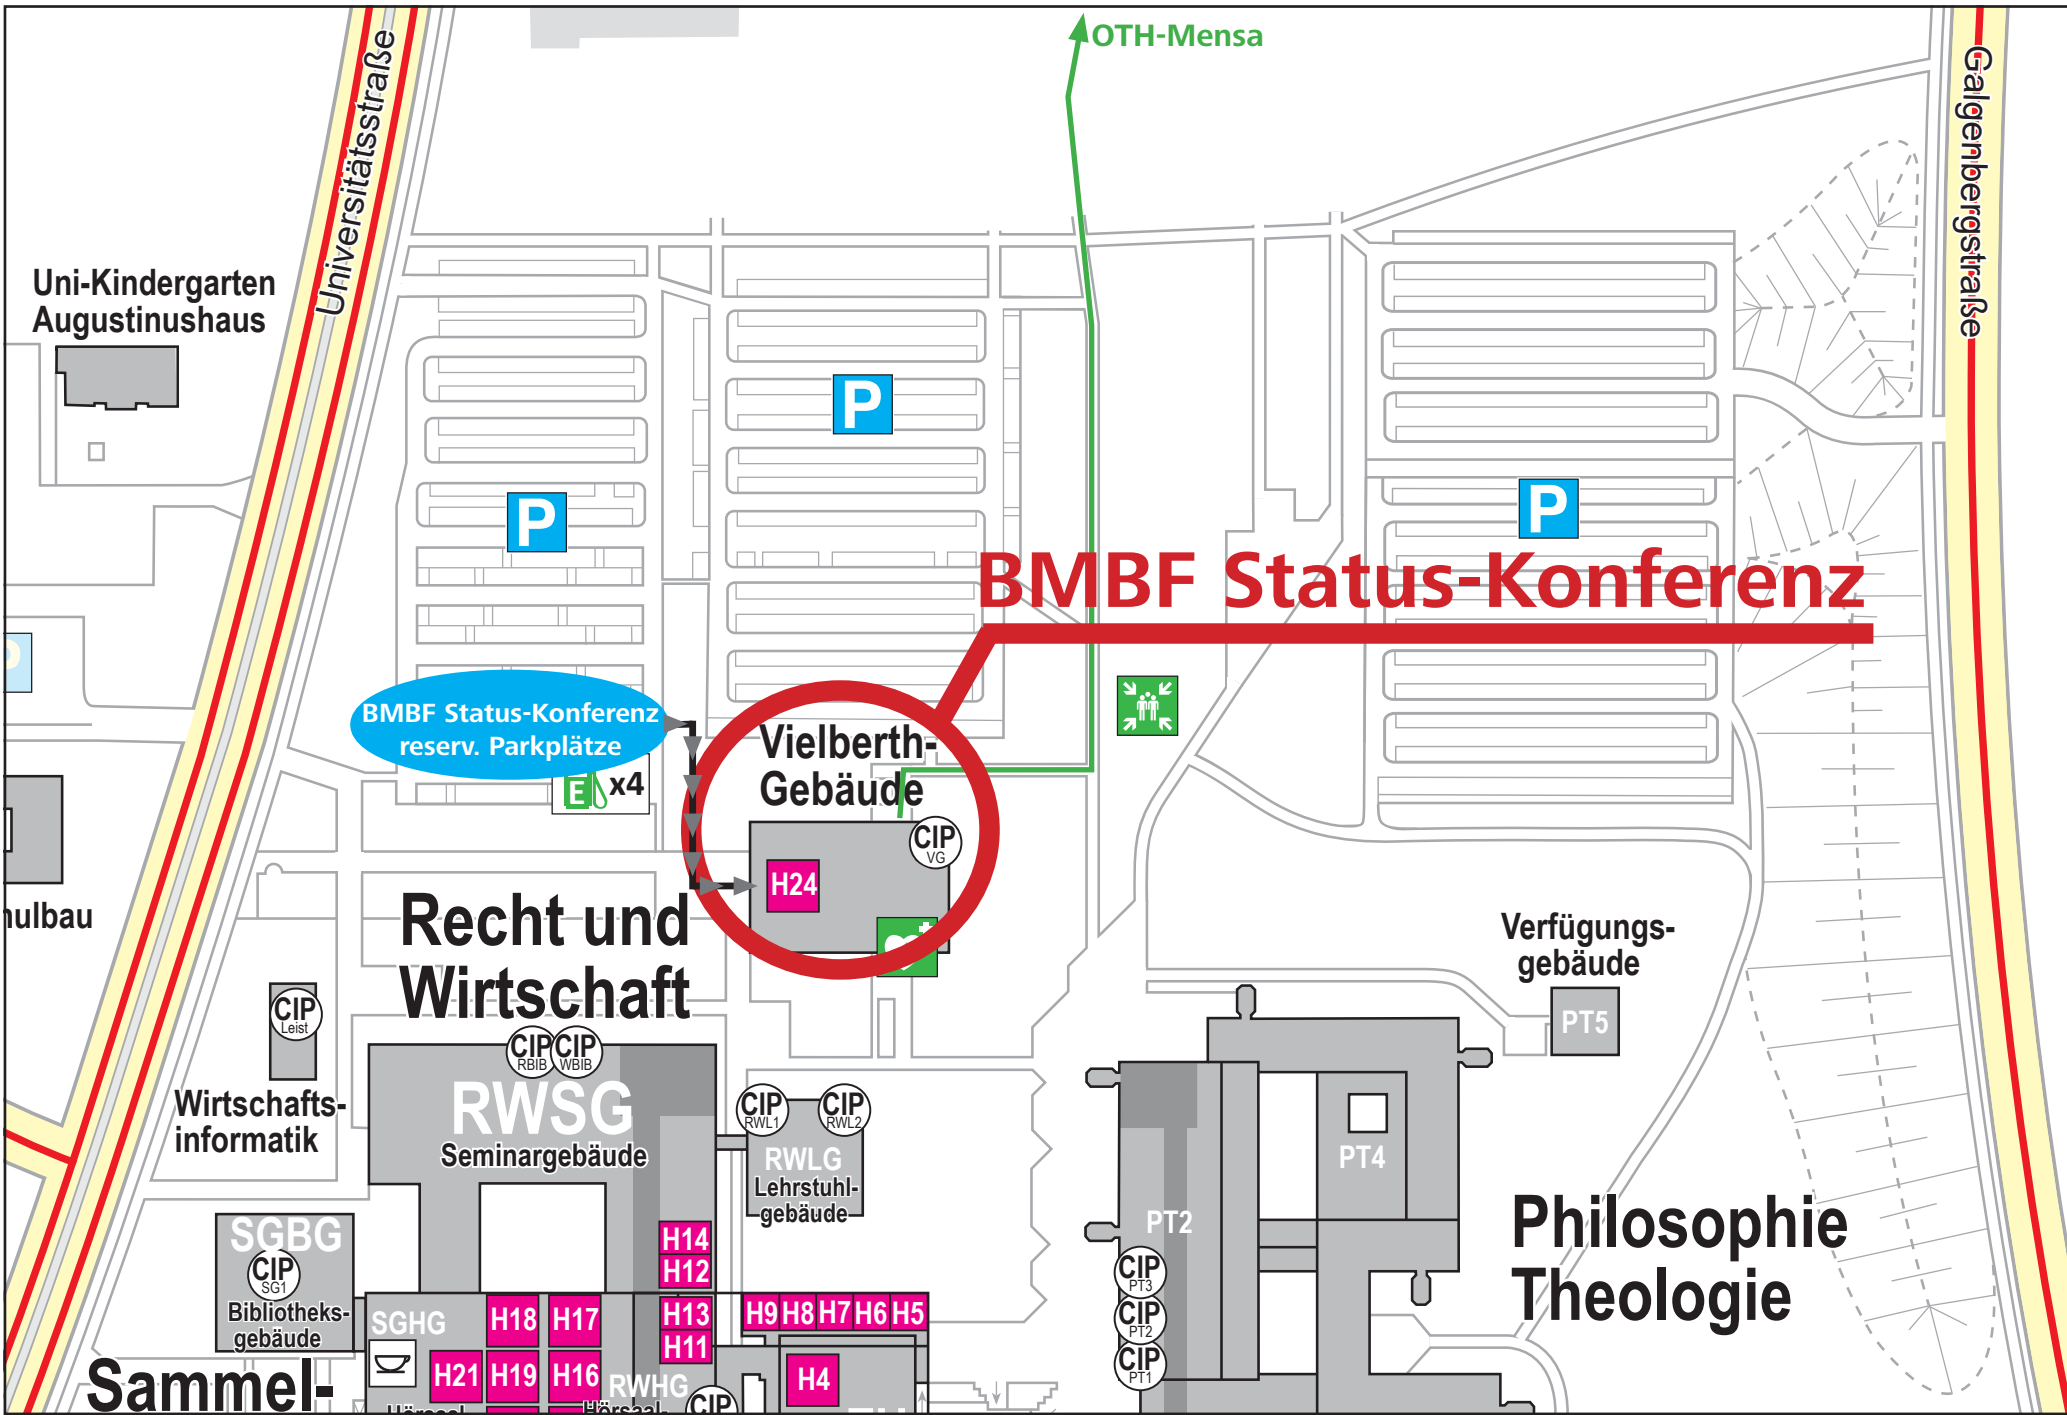 OTH-Mensa
Universitätsstraße
Galgenbergstraße
Uni-Kindergarten
Augustinushaus
P
P
P
P
BMBF Status-Konferenz
BMBF Status-Konferenz
reserv. Parkplätze
E x4
Vielberth-
Gebäude
CIP
VG
H24
Recht und
Wirtschaft
hulbau
Verfügungs-
gebäude
PT5
CIP
Leist
CIP
RBIB
CIP
WBIB
RWSG
Seminargebäude
Wirtschafts-
informatik
CIP
RWL1
CIP
RWL2
RWLG
Lehrstuhl-
gebäude
PT4
PT2
Philosophie
Theologie
SGBG
CIP
SG1
Bibliotheks-
gebäude
H14
H12
H13
H11
H9 H8 H7 H6 H5
CIP
PT3
CIP
PT2
CIP
PT1
SGHG
H18 H17
H21 H19 H16
RWHG
H4
Sammel-
Hörsaal-
Hörsaal-
CIP